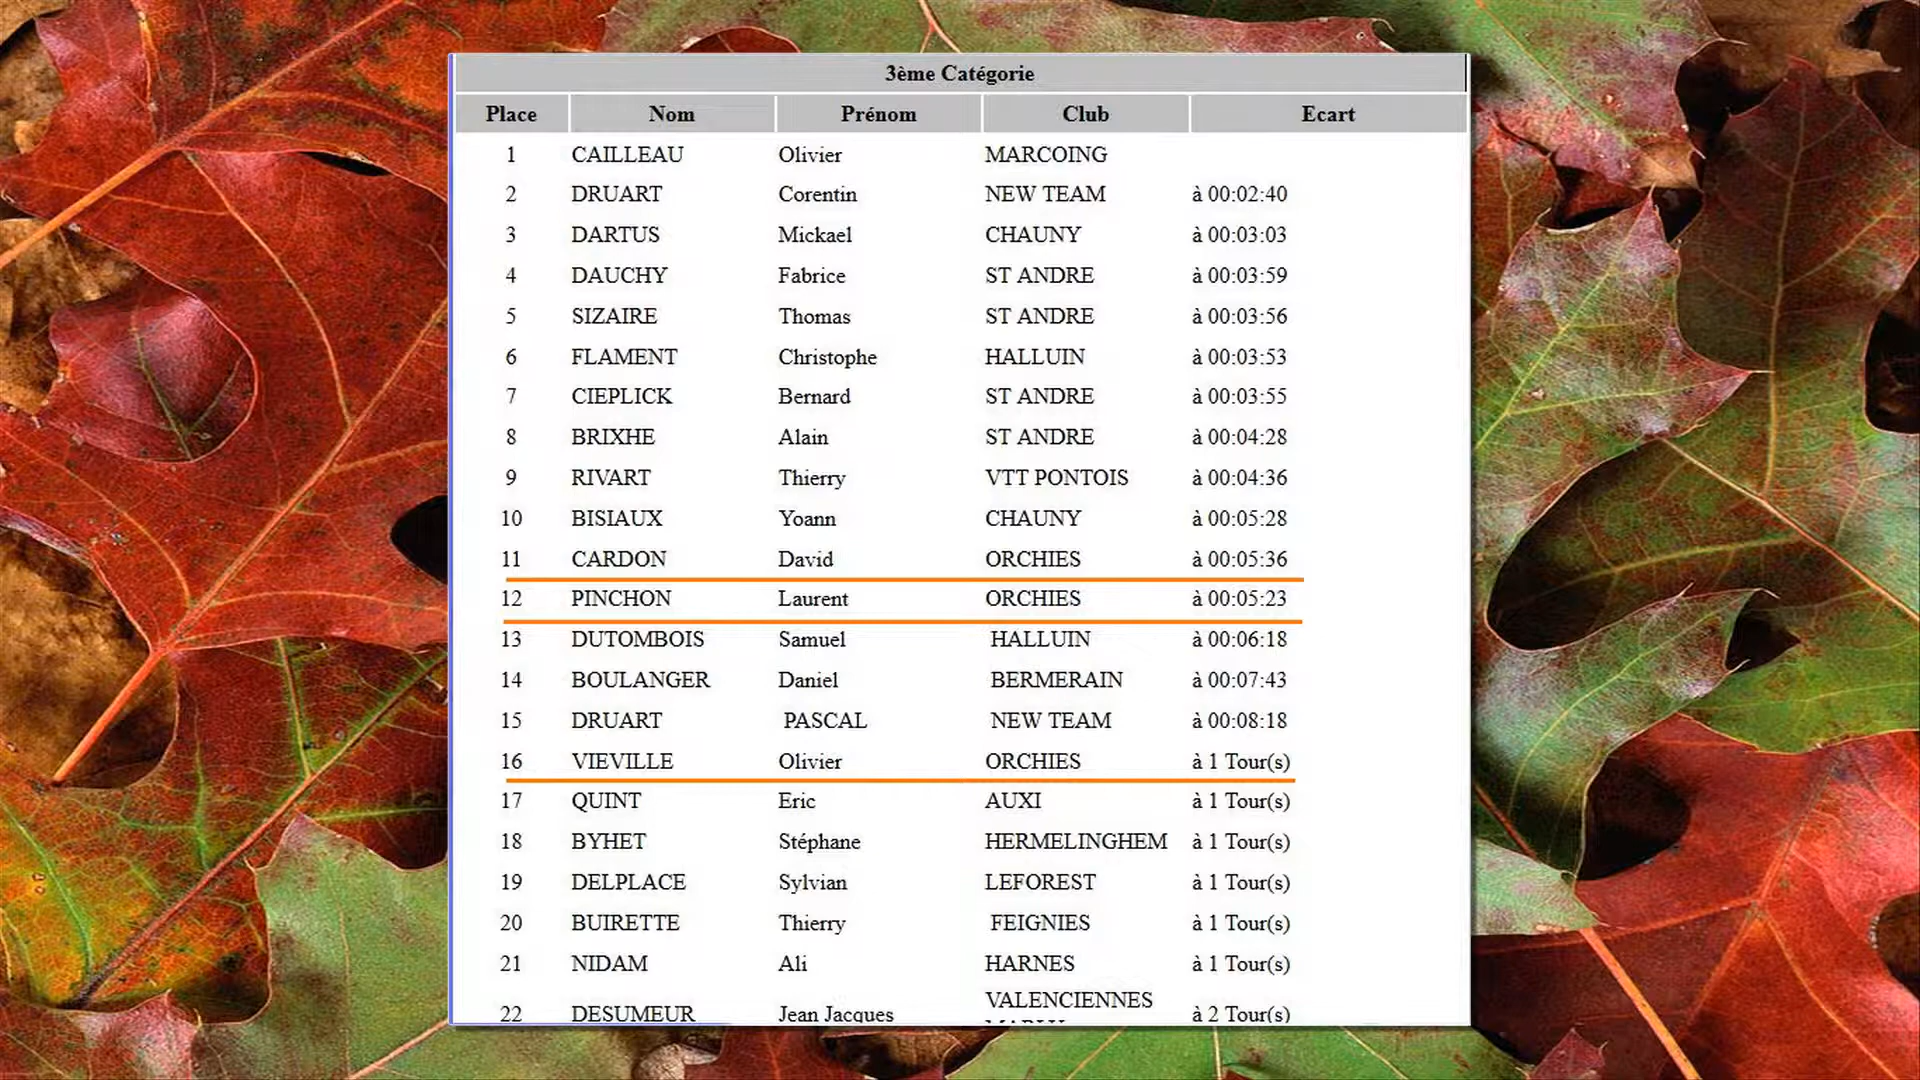 3ème Catégorie
Place Nom Prénom Club Ecart
1 CAILLEAU Olivier MARCOING
2 DRUART Corentin NEW TEAM à 00:02:40
3 DARTUS Mickael CHAUNY à 00:03:03
4 DAUCHY Fabrice ST ANDRE à 00:03:59
5 SIZAIRE Thomas ST ANDRE à 00:03:56
6 FLAMENT Christophe HALLUIN à 00:03:53
7 CIEPLICK Bernard ST ANDRE à 00:03:55
8 BRIXHE Alain ST ANDRE à 00:04:28
9 RIVART Thierry VTT PONTOIS à 00:04:36
10 BISIAUX Yoann CHAUNY à 00:05:28
11 CARDON David ORCHIES à 00:05:36
12 PINCHON Laurent ORCHIES à 00:05:23
13 DUTOMBOIS Samuel HALLUIN à 00:06:18
14 BOULANGER Daniel BERMERAIN à 00:07:43
15 DRUART PASCAL NEW TEAM à 00:08:18
16 VIEVILLE Olivier ORCHIES à 1 Tour(s)
17 QUINT Eric AUXI à 1 Tour(s)
18 BYHET Stéphane HERMELINGHEM à 1 Tour(s)
19 DELPLACE Sylvian LEFOREST à 1 Tour(s)
20 BUIRETTE Thierry FEIGNIES à 1 Tour(s)
21 NIDAM Ali HARNES à 1 Tour(s)
22 DESUMEUR Jean Jacques VALENCIENNES à 2 Tour(s)